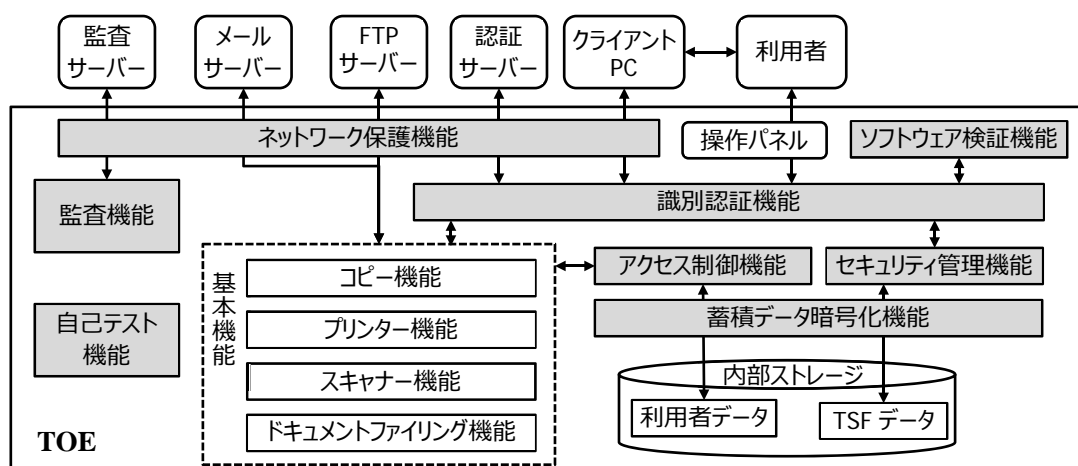 監査
サーバー
メール
サーバー
FTP
サーバー
認証
サーバー
クライアント
PC
利用者
ネットワーク保護機能
操作パネル
ソフトウェア検証機能
監査機能
識別認証機能
基本機能
コピー機能
アクセス制御機能
セキュリティ管理機能
自己テスト
機能
プリンター機能
蓄積データ暗号化機能
スキャナー機能
内部ストレージ
利用者データ
TSF データ
ドキュメントファイリング機能
TOE